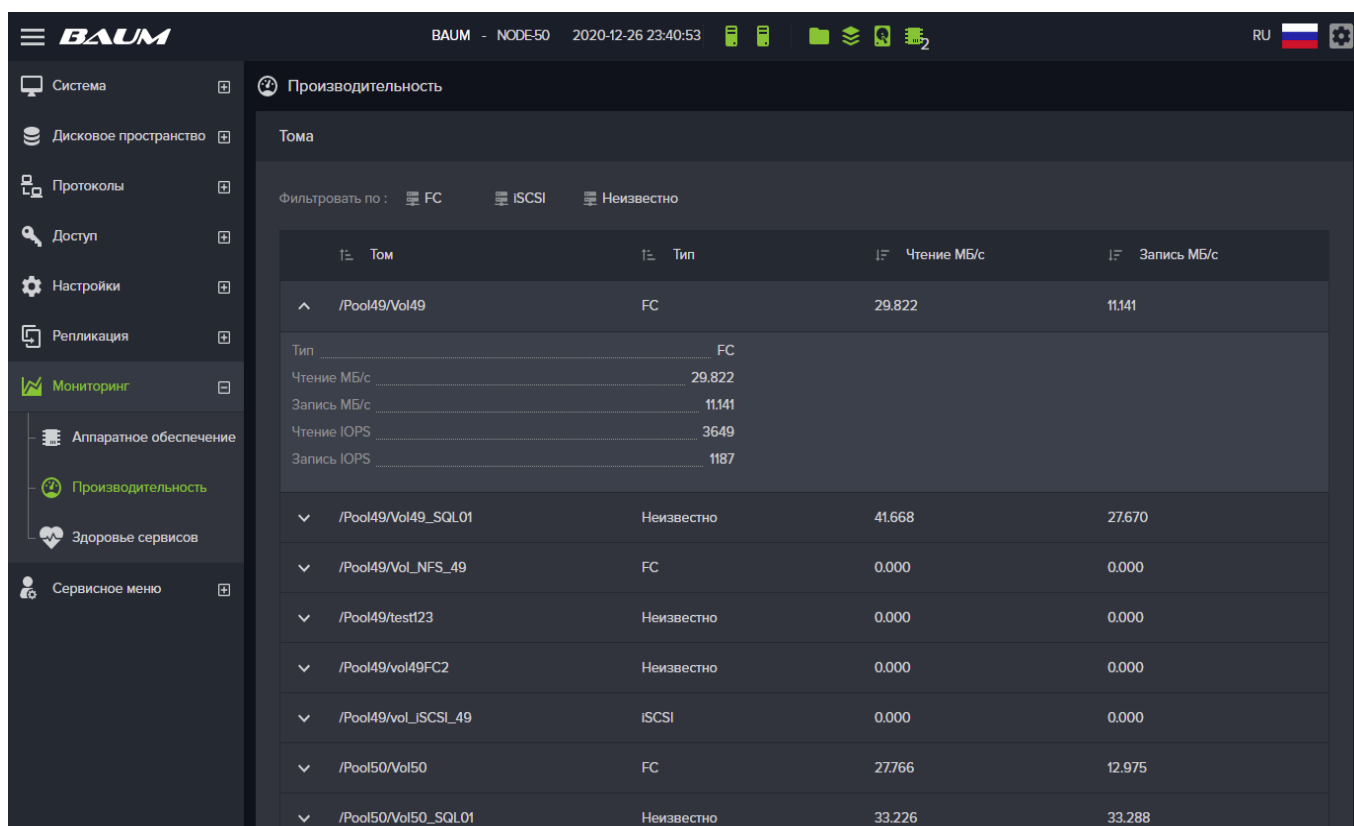 BAUM BAUM - NODE-50 2020-12-26 23:40:53 2 RU
Система
Дисковое пространство
Протоколы
Доступ
Настройки
Репликация
Мониторинг
Аппаратное обеспечение
Производительность
Здоровье сервисов
Сервисное меню
Производительность
Тома
Фильтровать по : FC iSCSI Неизвестно
Том Тип Чтение МБ/с Запись МБ/с
/Pool49/Vol49 FC 29.822 11.141
Тип FC
Чтение МБ/с 29.822
Запись МБ/с 11.141
Чтение IOPS 3649
Запись IOPS 1187
/Pool49/Vol49_SQL01 Неизвестно 41.668 27.670
/Pool49/Vol_NFS_49 FC 0.000 0.000
/Pool49/test123 Неизвестно 0.000 0.000
/Pool49/vol49FC2 Неизвестно 0.000 0.000
/Pool49/vol_iSCSI_49 iSCSI 0.000 0.000
/Pool50/Vol50 FC 27.766 12.975
/Pool50/Vol50_SQL01 Неизвестно 33.226 33.288